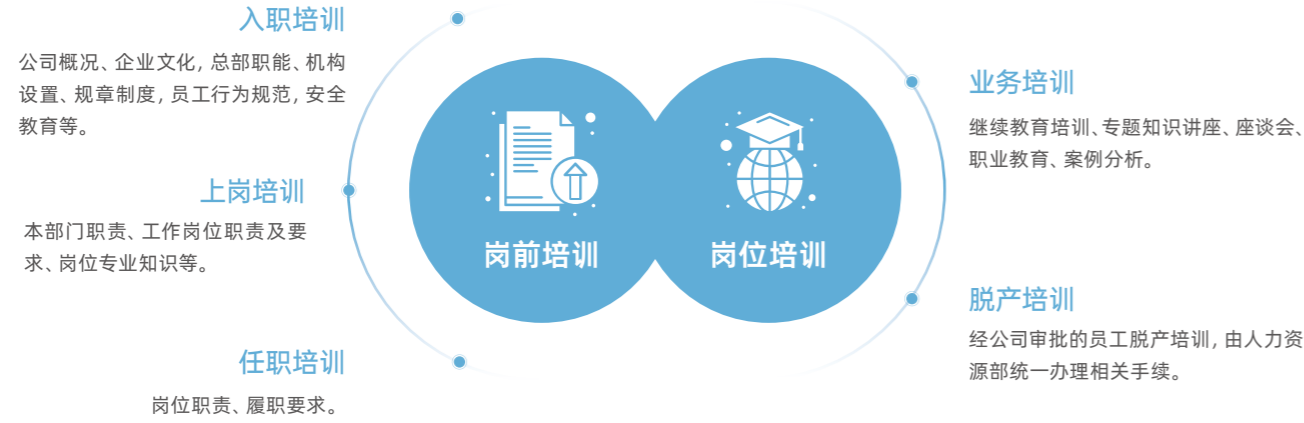 入职培训
公司概况、企业文化, 总部职能、机构
设置、规章制度, 员工行为规范, 安全
教育等。
上岗培训
本部门职责、工作岗位职责及要
求、岗位专业知识等。
任职培训
岗位职责、履职要求。
岗前培训
岗位培训
业务培训
继续教育培训、专题知识讲座、座谈会、
职业教育、案例分析。
脱产培训
经公司审批的员工脱产培训, 由人力资
源部统一办理相关手续。